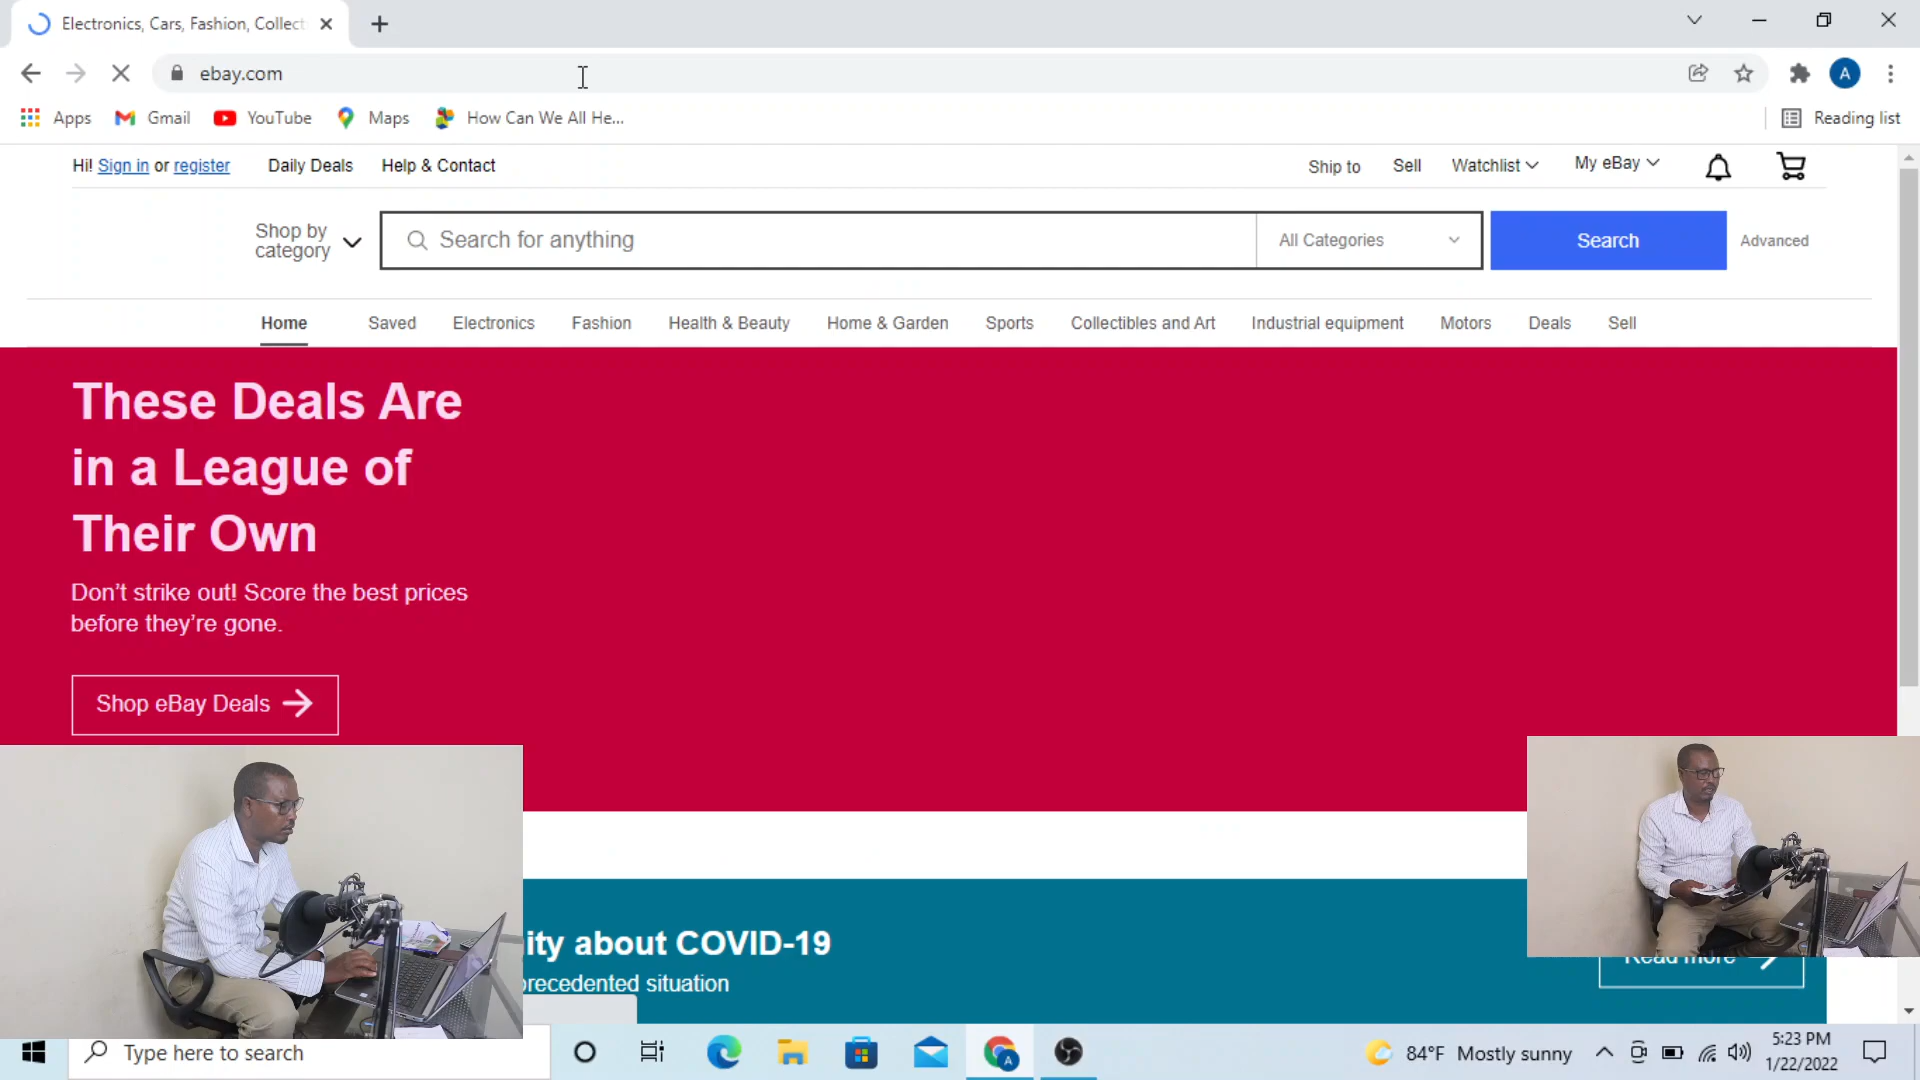 Electronics, Cars, Fashion, Collect
ebay.com
A
Apps
Gmail
YouTube
Maps
How Can We All He...
Reading list
Hi! Sign in or register
Daily Deals
Help & Contact
Ship to
Sell
Watchlist
My eBay
Shop by
category
Search for anything
All Categories
Search
Advanced
Home
Saved
Electronics
Fashion
Health & Beauty
Home & Garden
Sports
Collectibles and Art
Industrial equipment
Motors
Deals
Sell
These Deals Are
in a League of
Their Own
Don't strike out! Score the best prices
before they're gone.
Shop eBay Deals
ity about COVID-19
precedented situation
Read more
Type here to search
A
84°F Mostly sunny
5:23 PM
1/22/2022